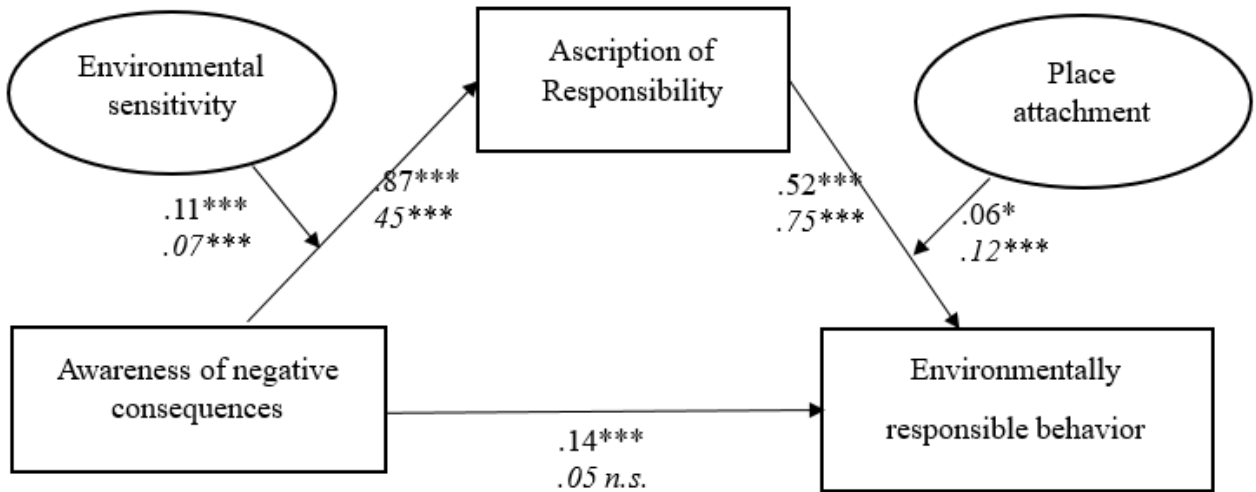 Environmental
sensitivity
Ascription of
Responsibility
Place
attachment
.11***
.07***
.87***
45***
.52***
.75***
.06*
.12***
Awareness of negative
consequences
Environmentally
responsible behavior
.14***
.05 n.s.